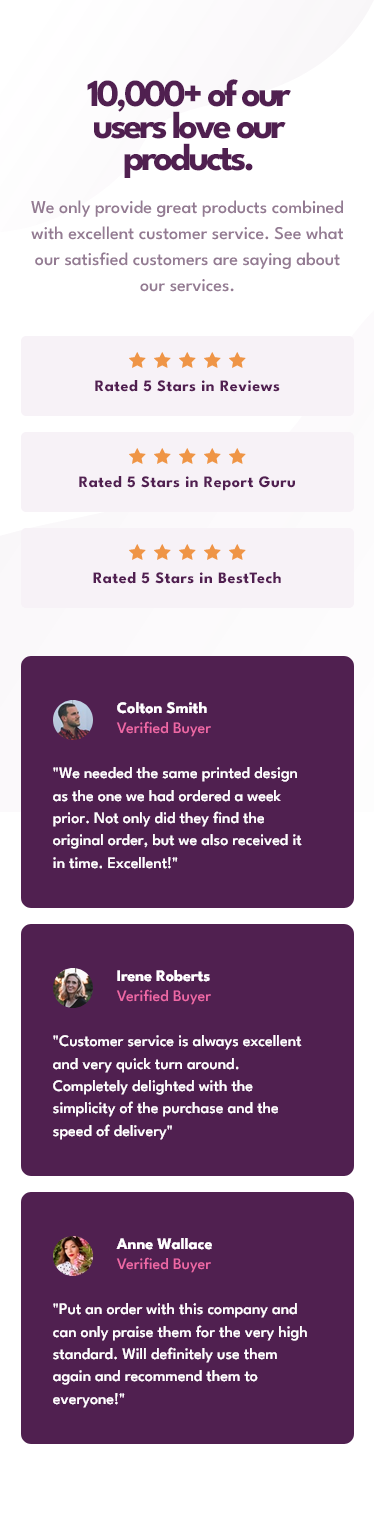 10,000+ of our
users love our
products.
We only provide great products combined
with excellent customer service. See what
our satisfied customers are saying about
our services.
Rated 5 Stars in Reviews
Rated 5 Stars in Report Guru
Rated 5 Stars in BestTech
Colton Smith
Verified Buyer
"We needed the same printed design
as the one we had ordered a week
prior. Not only did they find the
original order, but we also received it
in time. Excellent!"
Irene Roberts
Verified Buyer
"Customer service is always excellent
and very quick turn around.
Completely delighted with the
simplicity of the purchase and the
speed of delivery"
Anne Wallace
Verified Buyer
"Put an order with this company and
can only praise them for the very high
standard. Will definitely use them
again and recommend them to
everyone!"